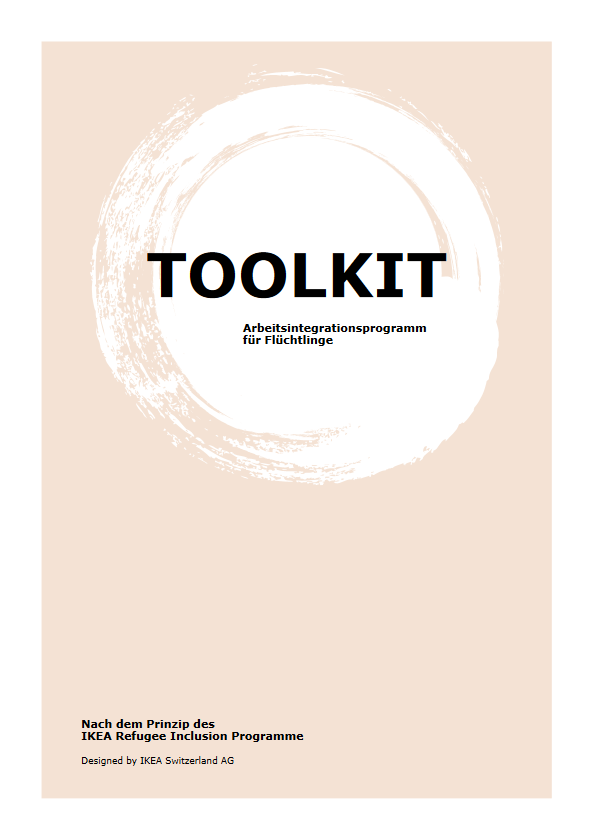 TOOLKIT
Arbeitsintegrationsprogramm
für Flüchtlinge
Nach dem Prinzip des
IKEA Refugee Inclusion Programme
Designed by IKEA Switzerland AG